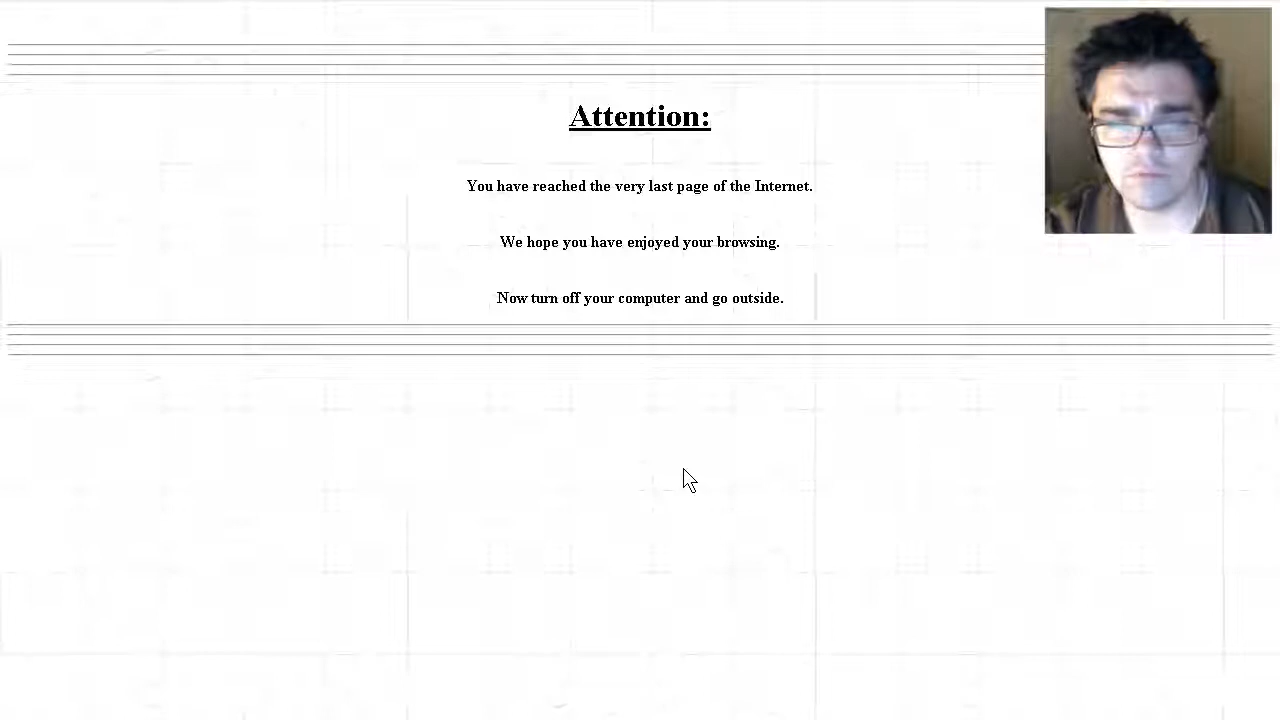 Attention:
You have reached the very last page of the Internet.
We hope you have enjoyed your browsing.
Now turn off your computer and go outside.